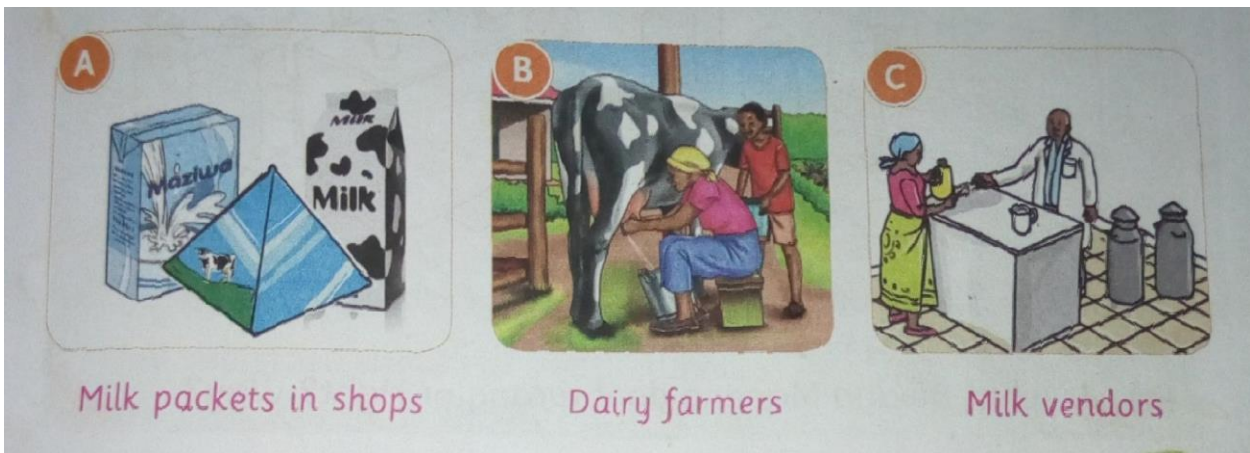 A
B
C
Maziwa
Milk
Milk
Milk packets in shops
Dairy farmers
Milk vendors